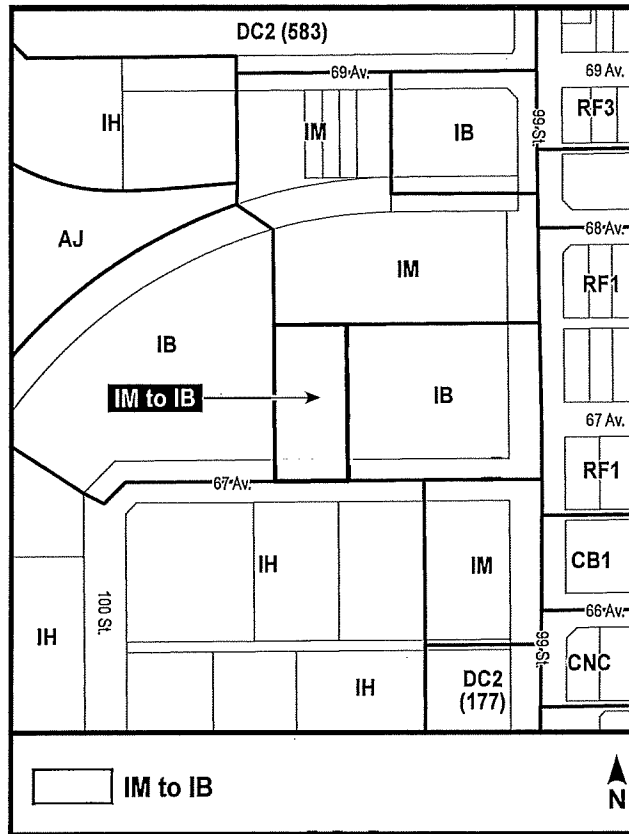 DC2 (583)
69 Av.
69 Av.
IH
IM
IB
99 St.
RF3
68 Av.
AJ
IM
RF1
IB
IM to IB
IB
67 Av.
67 Av.
RF1
IH
IM
CB1
100 St.
66 Av.
IH
99 St.
CNC
IH
DC2
(177)
IM to IB
N